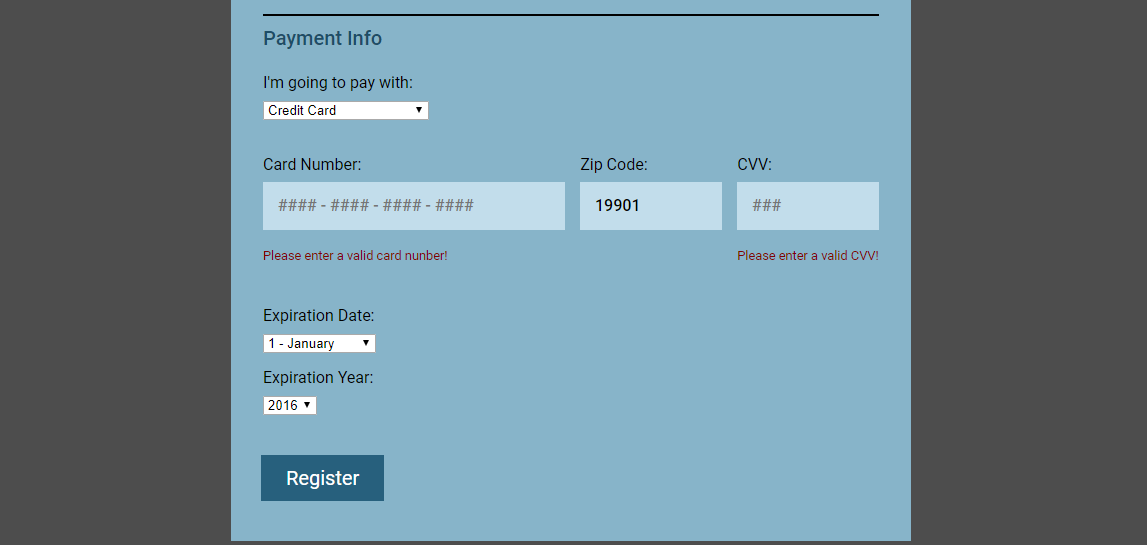 Payment Info
I'm going to pay with:
Credit Card
Card Number: Zip Code: CVV:
#### - #### - #### - #### 19901 ###
Please enter a valid card nunber! Please enter a valid CVV!
Expiration Date:
1 - January
Expiration Year:
2016
Register